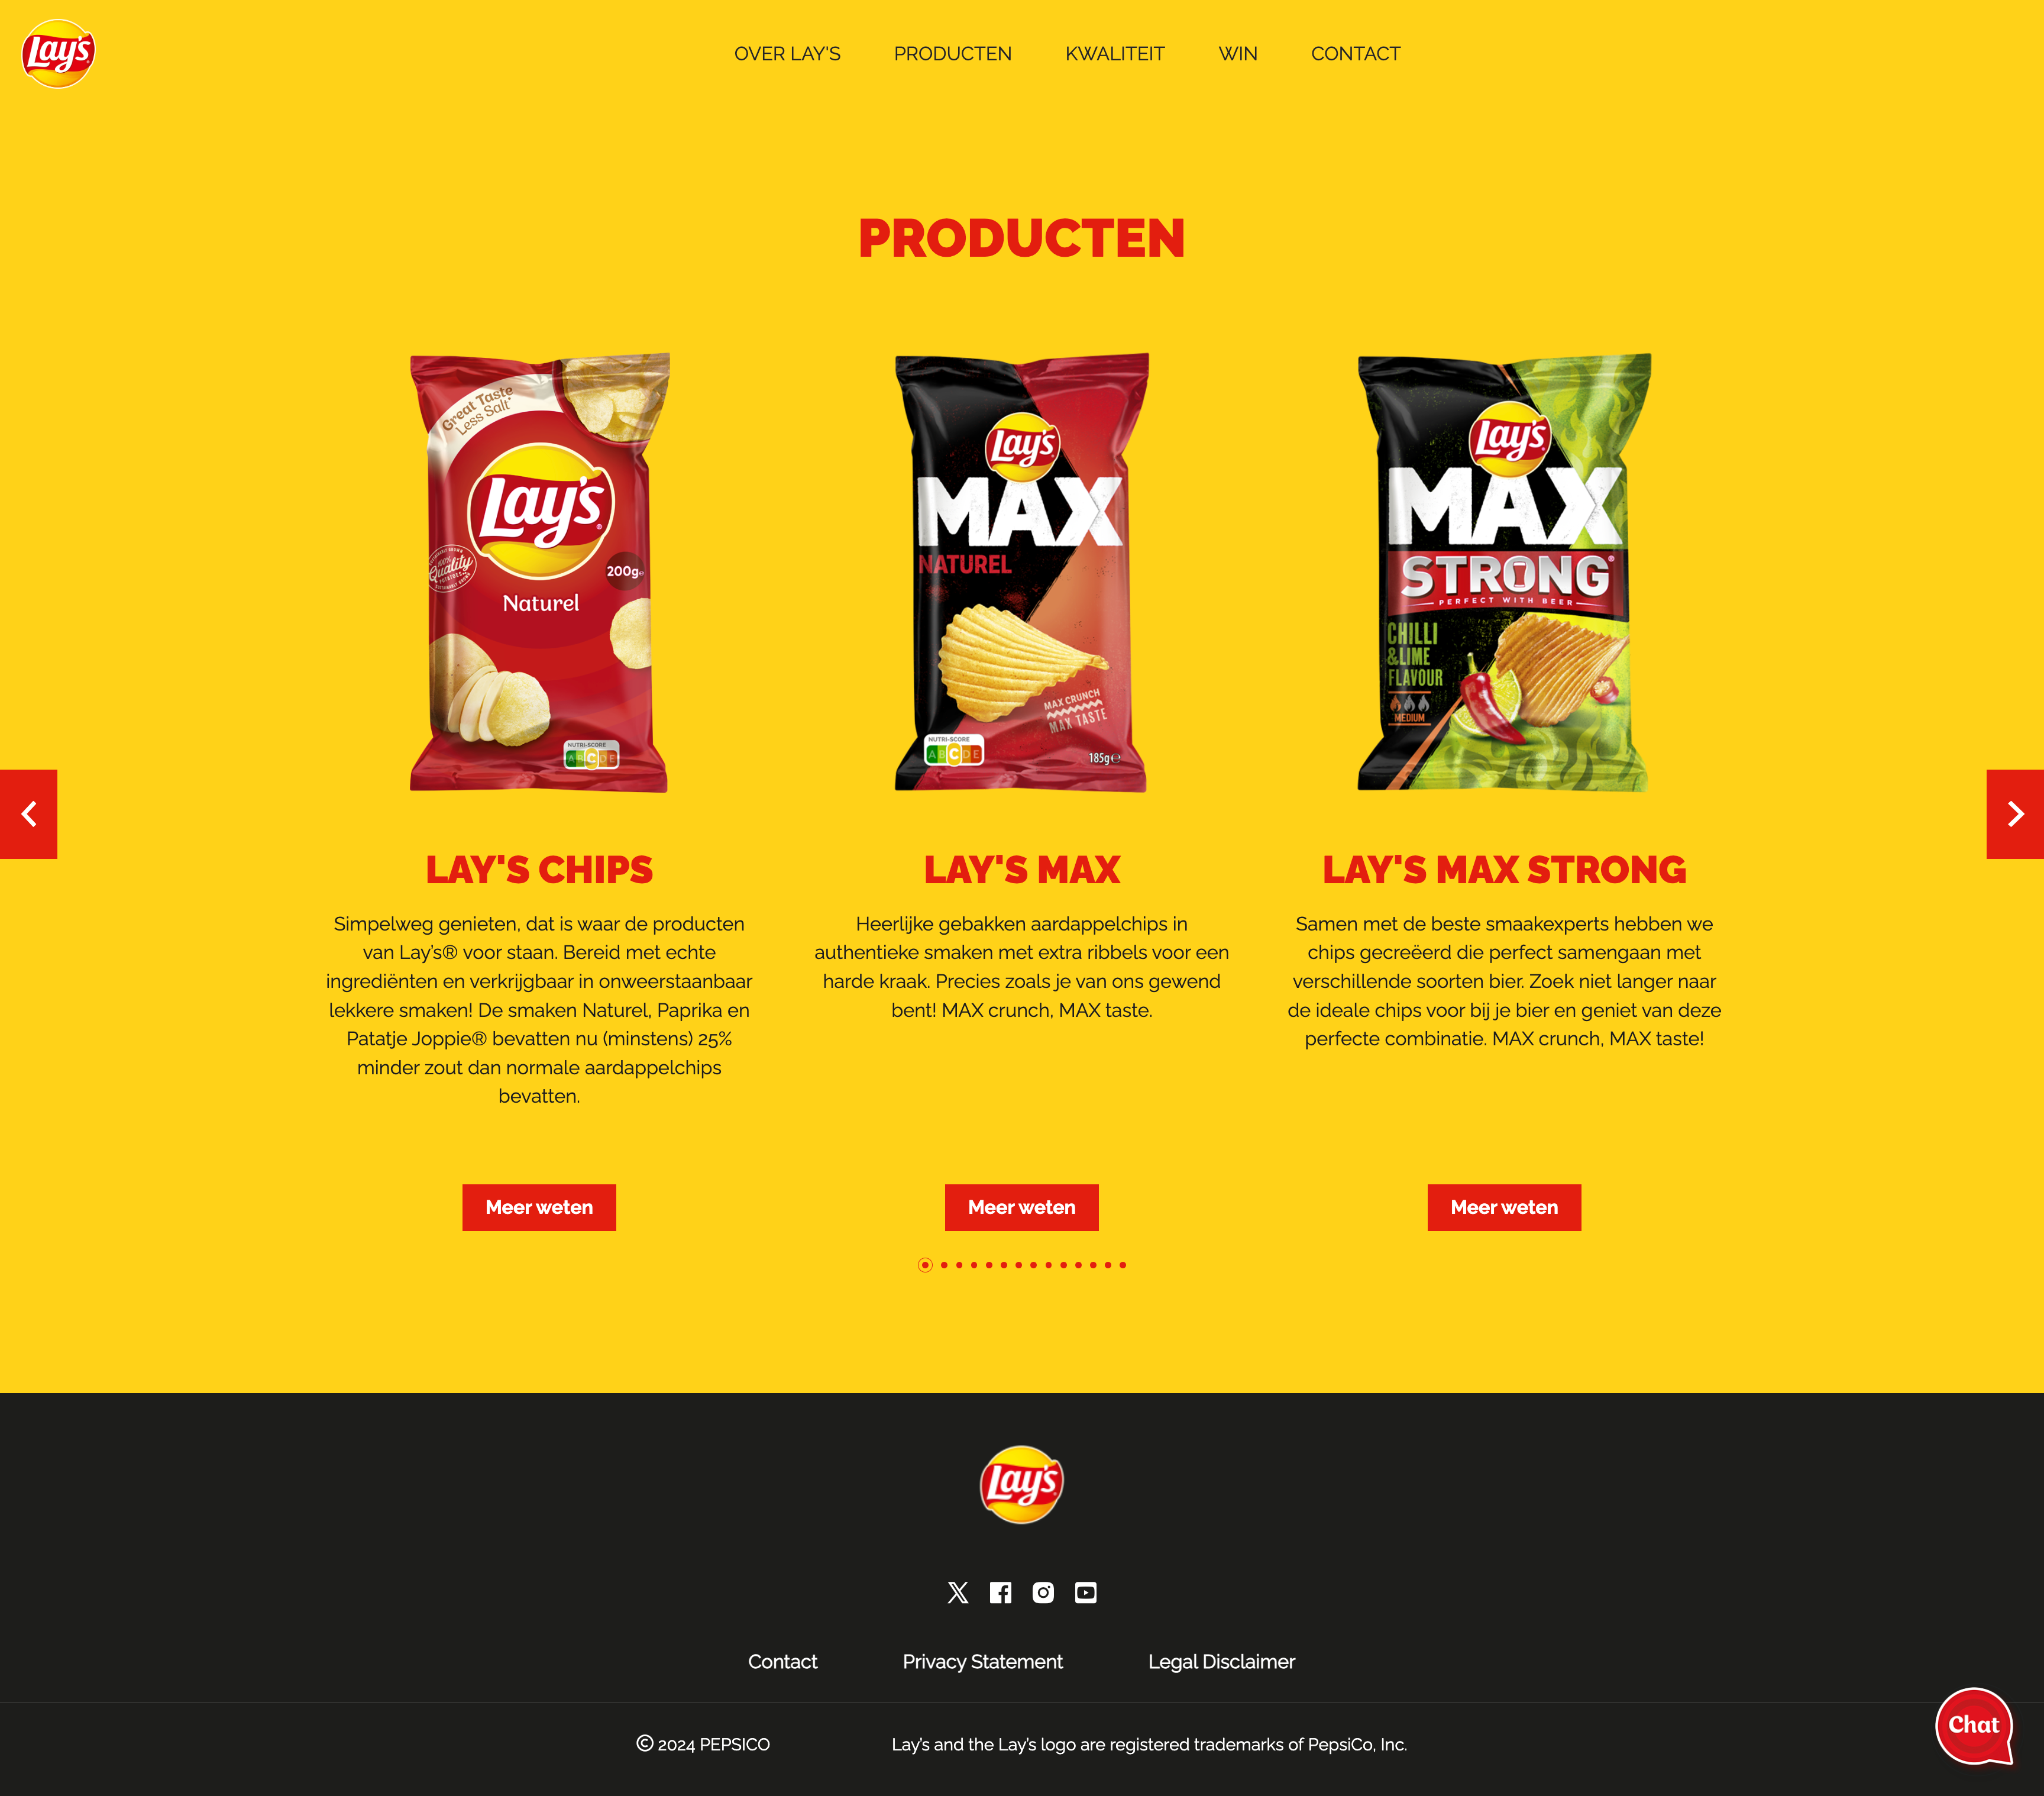 Lay's
OVER LAY'S
PRODUCTEN
KWALITEIT
WIN
CONTACT
PRODUCTEN
Great Taste
Less Salt*
Lay's
100%
Quality
POTATOES
200g℮
Naturel
NUTRI-SCORE
A B C D E
Lay's
MAX
NATUREL
MAX CRUNCH
MAX TASTE
NUTRI-SCORE
A B C D E
185g℮
Lay's
MAX
STRONG®
PERFECT WITH BEER
CHILLI
&LIME
FLAVOUR
MEDIUM
LAY'S CHIPS
Simpelweg genieten, dat is waar de producten
van Lay's® voor staan. Bereid met echte
ingrediënten en verkrijgbaar in onweerstaanbaar
lekkere smaken! De smaken Naturel, Paprika en
Patatje Joppie® bevatten nu (minstens) 25%
minder zout dan normale aardappelchips
bevatten.
Meer weten
LAY'S MAX
Heerlijke gebakken aardappelchips in
authentieke smaken met extra ribbels voor een
harde kraak. Precies zoals je van ons gewend
bent! MAX crunch, MAX taste.
Meer weten
LAY'S MAX STRONG
Samen met de beste smaakexperts hebben we
chips gecreëerd die perfect samengaan met
verschillende soorten bier. Zoek niet langer naar
de ideale chips voor bij je bier en geniet van deze
perfecte combinatie. MAX crunch, MAX taste!
Meer weten
Lay's
Contact
Privacy Statement
Legal Disclaimer
© 2024 PEPSICO
Lay's and the Lay's logo are registered trademarks of PepsiCo, Inc.
Chat